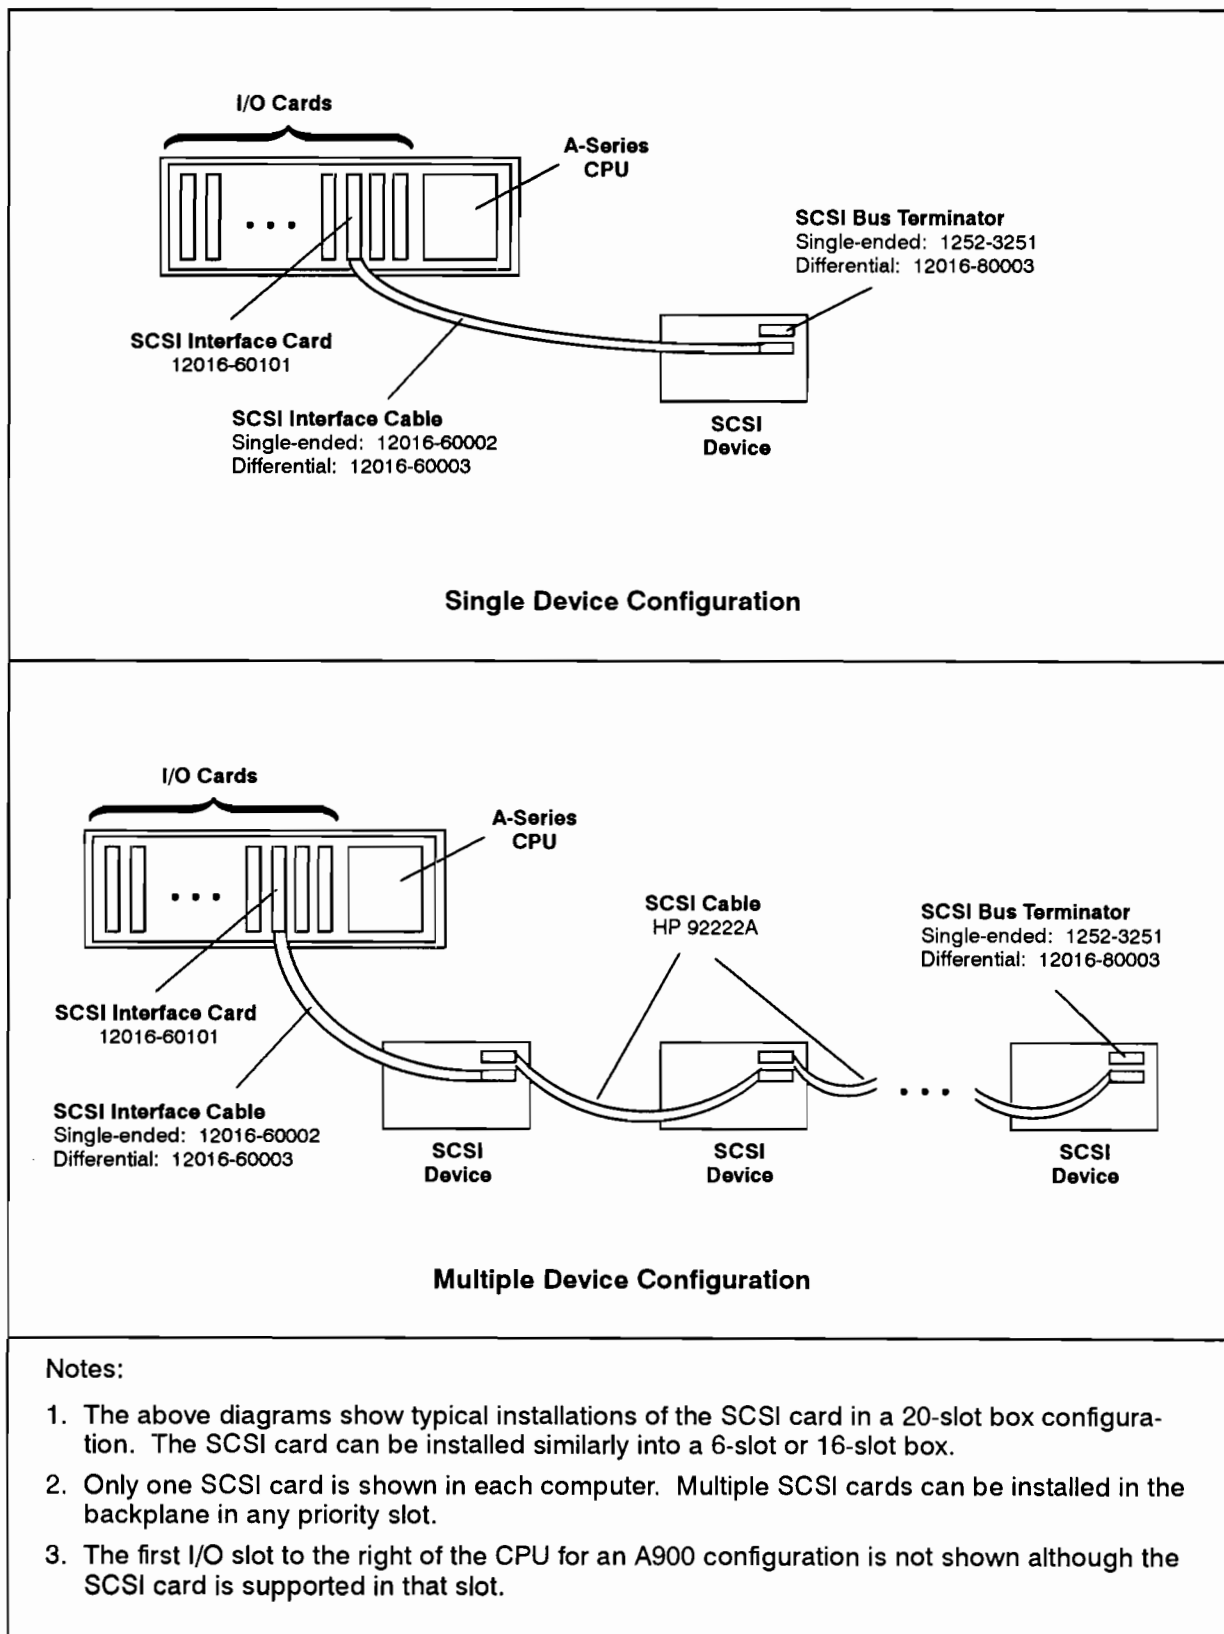 I/O Cards
A-Series
CPU
SCSI Bus Terminator
Single-ended: 1252-3251
Differential: 12016-80003
SCSI Interface Card
12016-60101
SCSI Interface Cable
Single-ended: 12016-60002
Differential: 12016-60003
SCSI
Device
Single Device Configuration
I/O Cards
A-Series
CPU
SCSI Cable
HP 92222A
SCSI Bus Terminator
Single-ended: 1252-3251
Differential: 12016-80003
SCSI Interface Card
12016-60101
SCSI Interface Cable
Single-ended: 12016-60002
Differential: 12016-60003
SCSI
Device
SCSI
Device
SCSI
Device
Multiple Device Configuration
Notes:
1. The above diagrams show typical installations of the SCSI card in a 20-slot box configura-
tion. The SCSI card can be installed similarly into a 6-slot or 16-slot box.
2. Only one SCSI card is shown in each computer. Multiple SCSI cards can be installed in the
backplane in any priority slot.
3. The first I/O slot to the right of the CPU for an A900 configuration is not shown although the
SCSI card is supported in that slot.